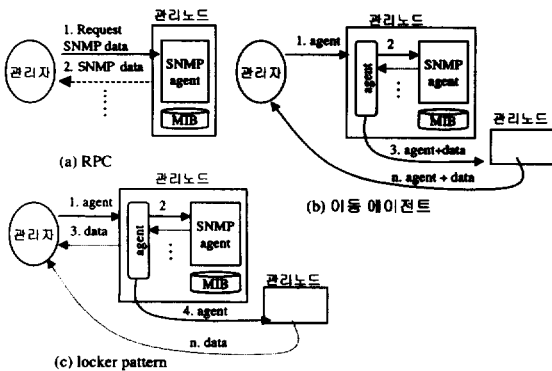 관리노드
1. Request
SNMP data
2. SNMP data
관리자
SNMP
agent
MIB
(a) RPC
관리노드
1. agent
2
관리자
agent
SNMP
agent
MIB
관리노드
3. agent+data
n. agent + data
(b) 이동 에이전트
관리노드
1. agent
2
3. data
관리자
agent
SNMP
agent
MIB
관리노드
4. agent
n. data
(c) locker pattern